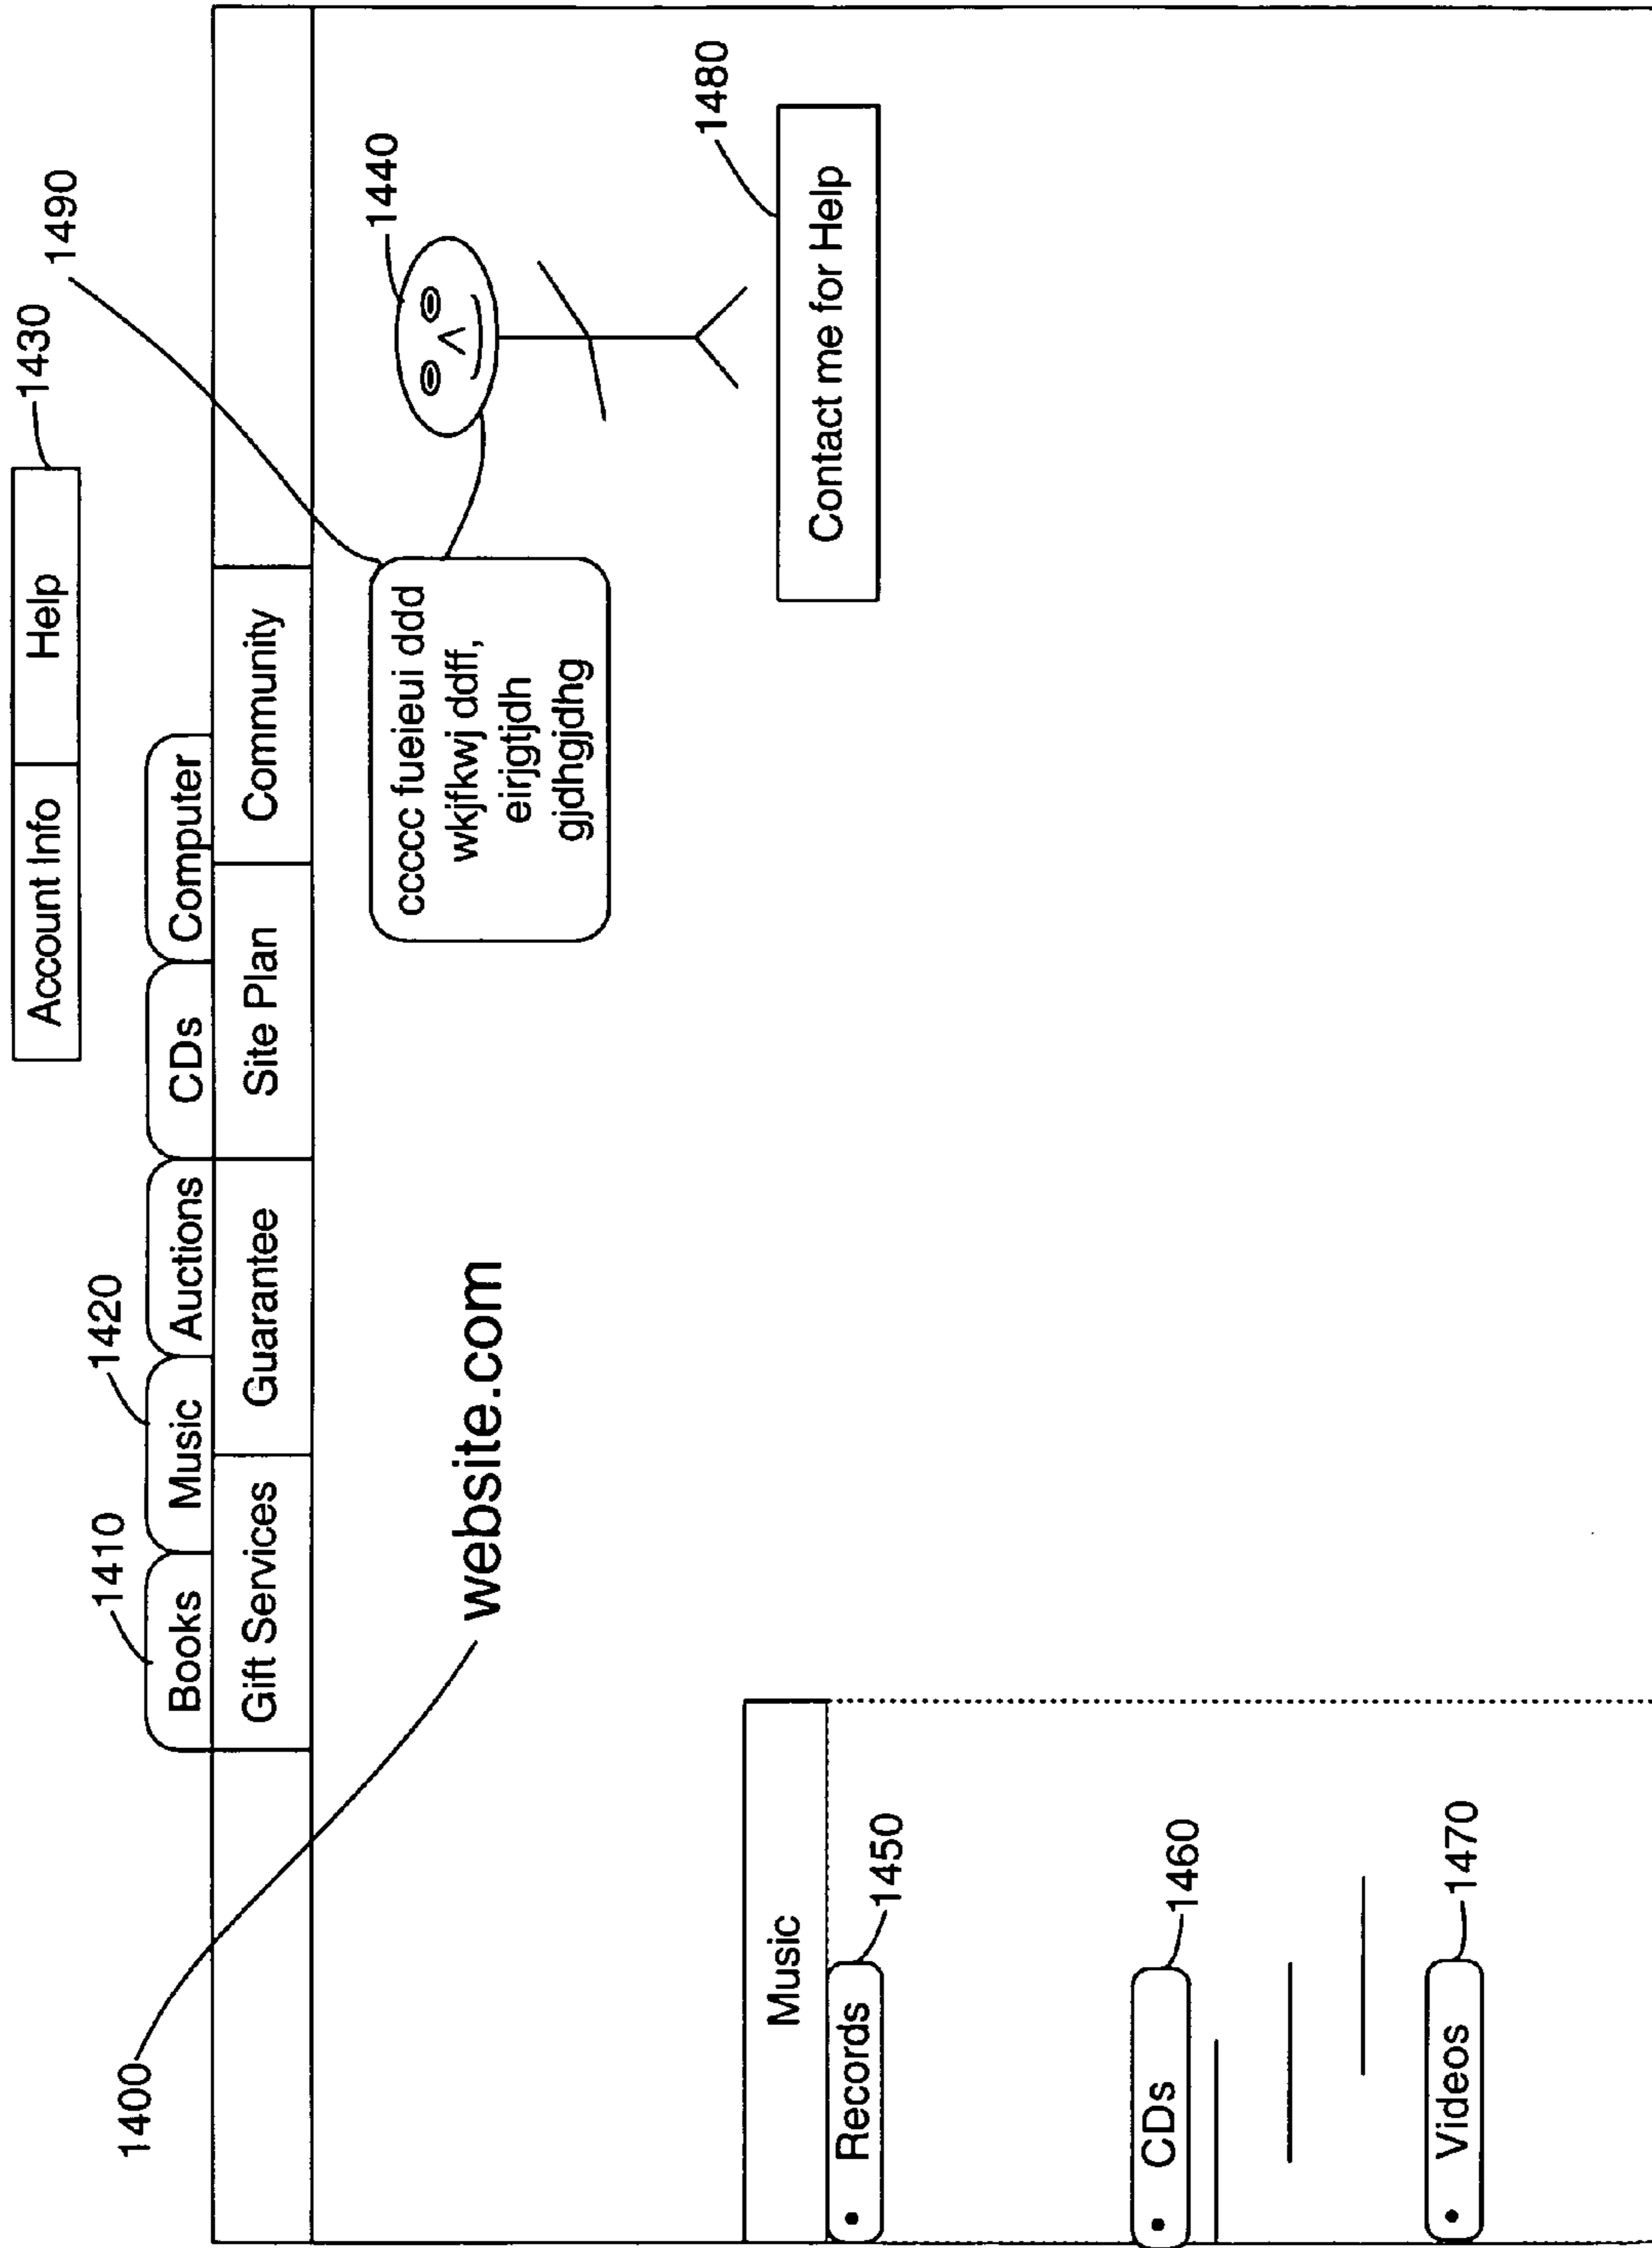 Account Info
Help
1430
1490
1410
1420
Books
Music
Auctions
CDs
Computer
Gift Services
Guarantee
Site Plan
Community
1400
website.com
1440
ccccc fueieui ddd
wkjfkwj ddff,
eirjgtjdh
gjdhgjdhg
1480
Contact me for Help
Music
• Records
1450
• CDs
1460
• Videos
1470